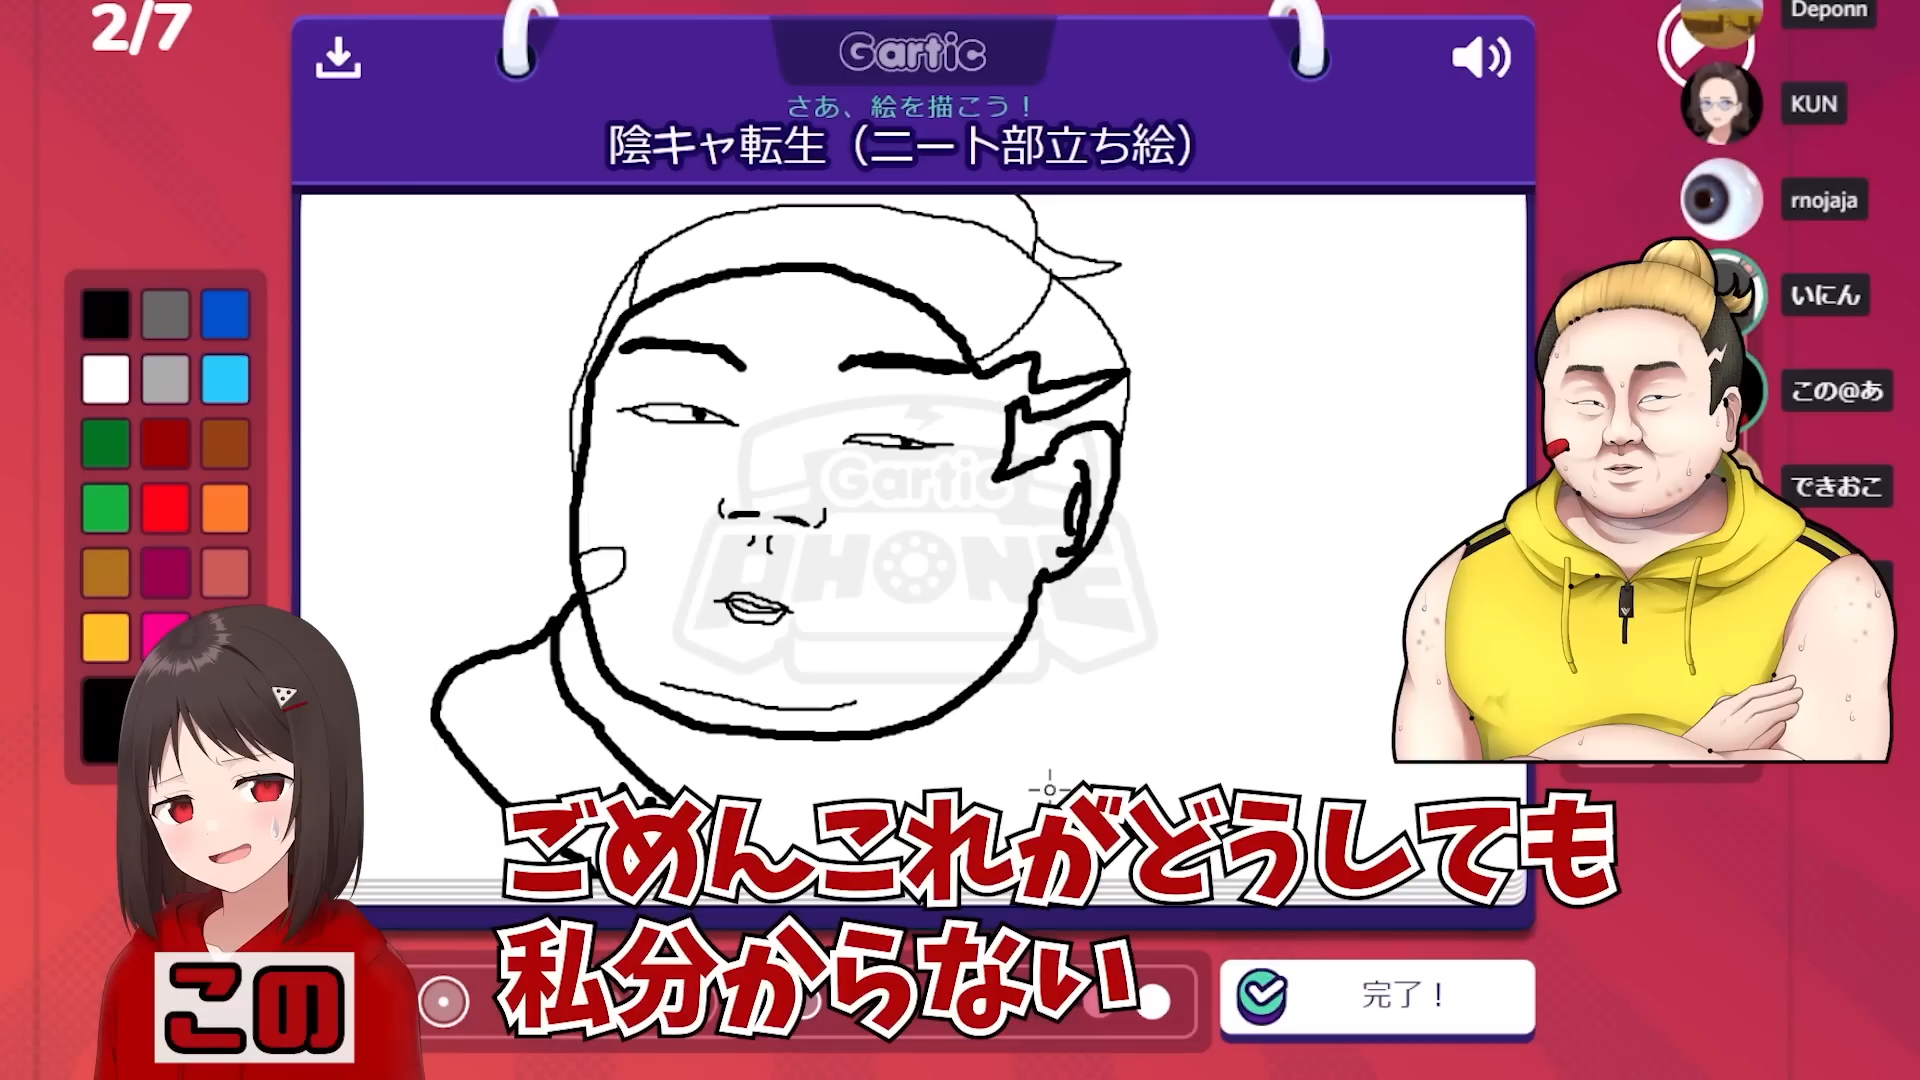 2/7
Gartic
さあ、絵を描こう！
陰キャ転生（ニート部立ち絵）
Deponn
KUN
rnojaja
いにん
この@あ
できおこ
Gartic
PHONE
ごめんこれがどうしても
私分からない
この
完了！